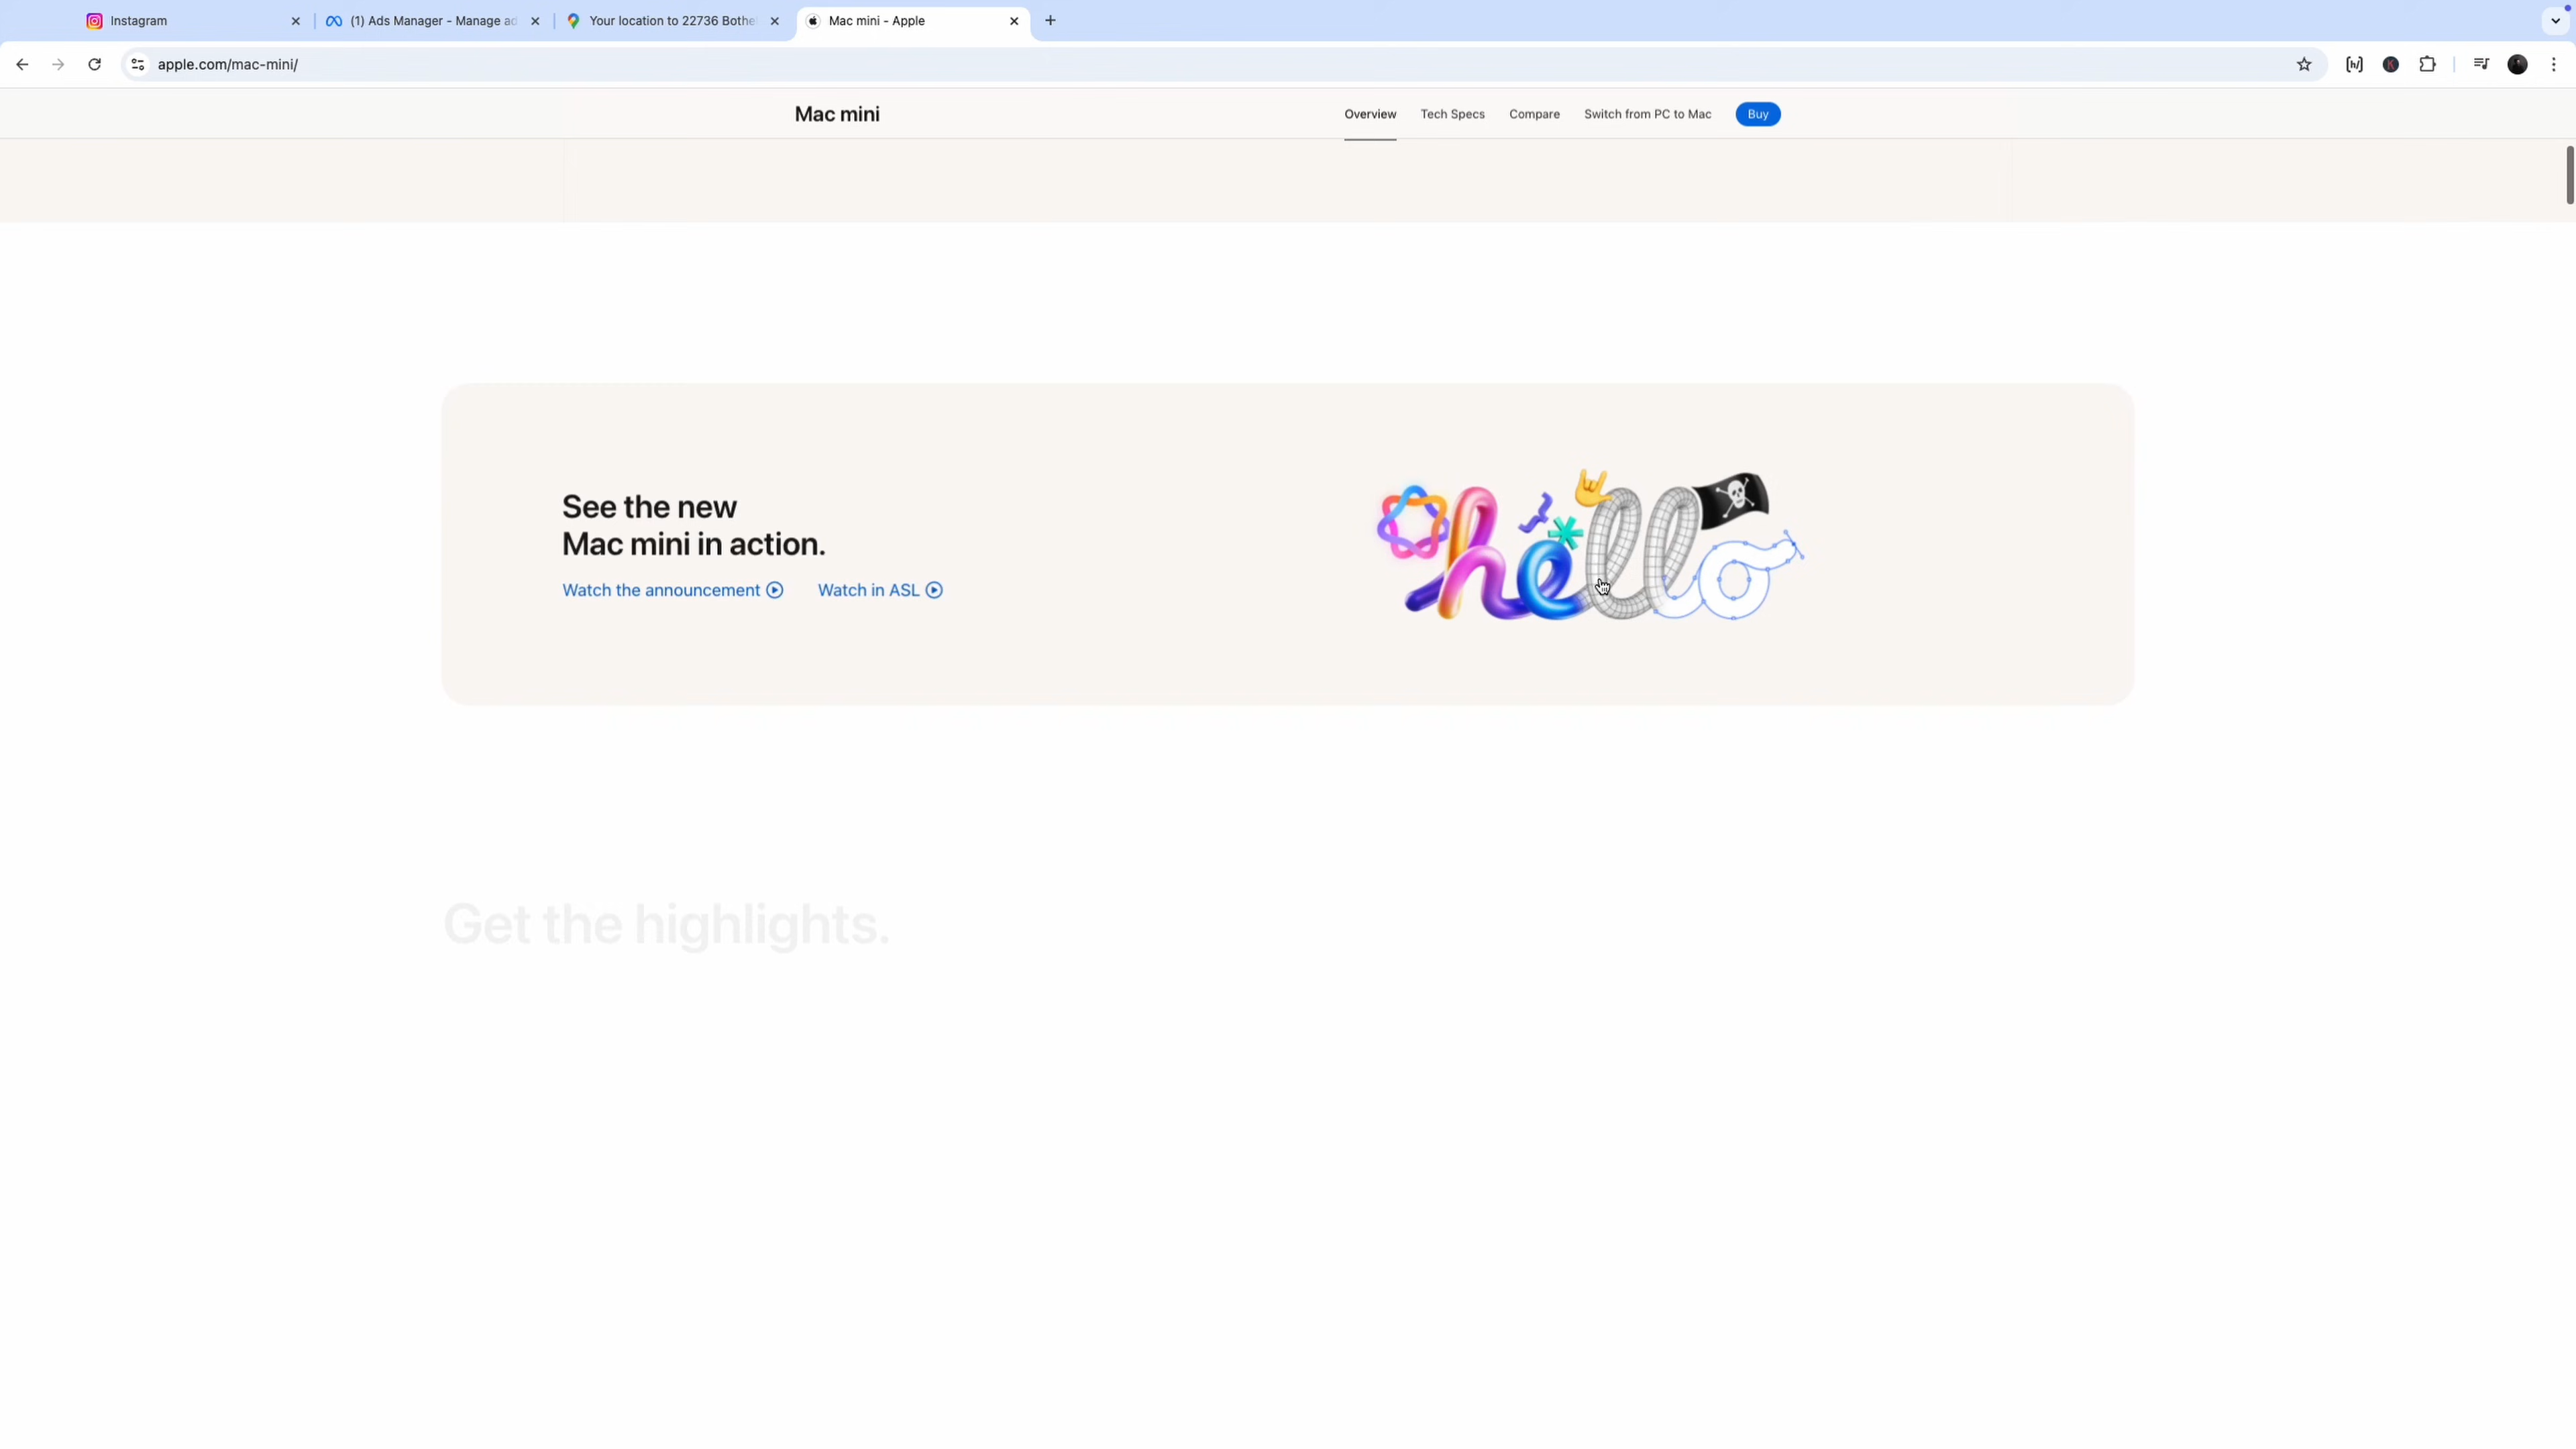 Instagram
(1) Ads Manager - Manage ad
Your location to 22736 Bothe
Mac mini - Apple
apple.com/mac-mini/
Mac mini
Overview
Tech Specs
Compare
Switch from PC to Mac
Buy
See the new
Mac mini in action.
Watch the announcement
Watch in ASL
hello
Get the highlights.